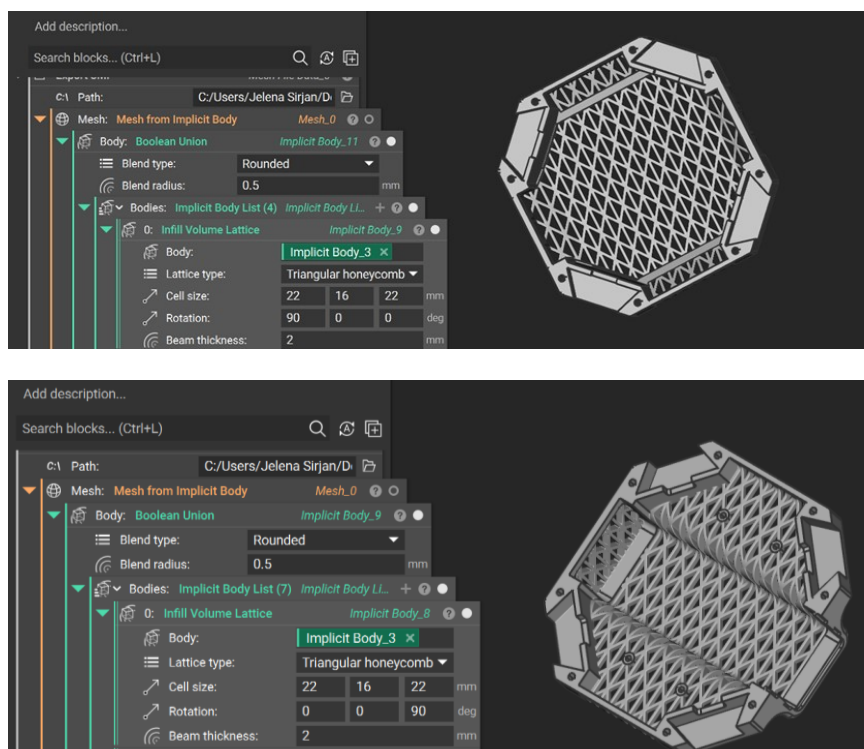 Add description...
Search blocks... (Ctrl+L)
C:\ Path: C:/Users/Jelena Sirjan/D
Mesh: Mesh from Implicit Body Mesh_0
Body: Boolean Union Implicit Body_11
Blend type: Rounded
Blend radius: 0.5 mm
Bodies: Implicit Body List (4) Implicit Body Li...
0: Infill Volume Lattice Implicit Body_9
Body: Implicit Body_3
Lattice type: Triangular honeycomb
Cell size: 22 16 22 mm
Rotation: 90 0 0 deg
Beam thickness: 2 mm
Add description...
Search blocks... (Ctrl+L)
C:\ Path: C:/Users/Jelena Sirjan/D
Mesh: Mesh from Implicit Body Mesh_0
Body: Boolean Union Implicit Body_9
Blend type: Rounded
Blend radius: 0.5 mm
Bodies: Implicit Body List (7) Implicit Body Li...
0: Infill Volume Lattice Implicit Body_8
Body: Implicit Body_3
Lattice type: Triangular honeycomb
Cell size: 22 16 22 mm
Rotation: 0 0 90 deg
Beam thickness: 2 mm